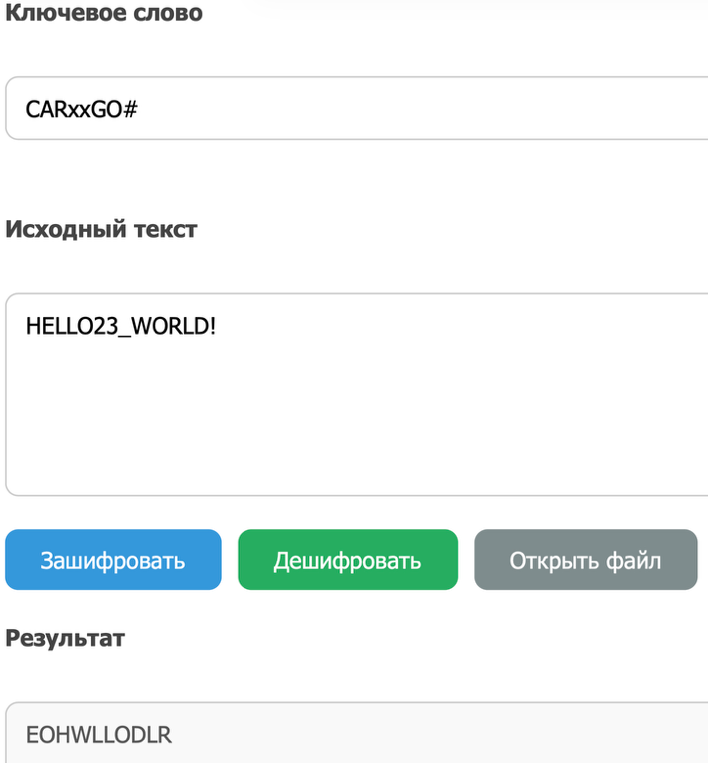 Ключевое слово
CARxxGO#
Исходный текст
HELLO23_WORLD!
Зашифровать Дешифровать Открыть файл
Результат
EOHWLLODLR